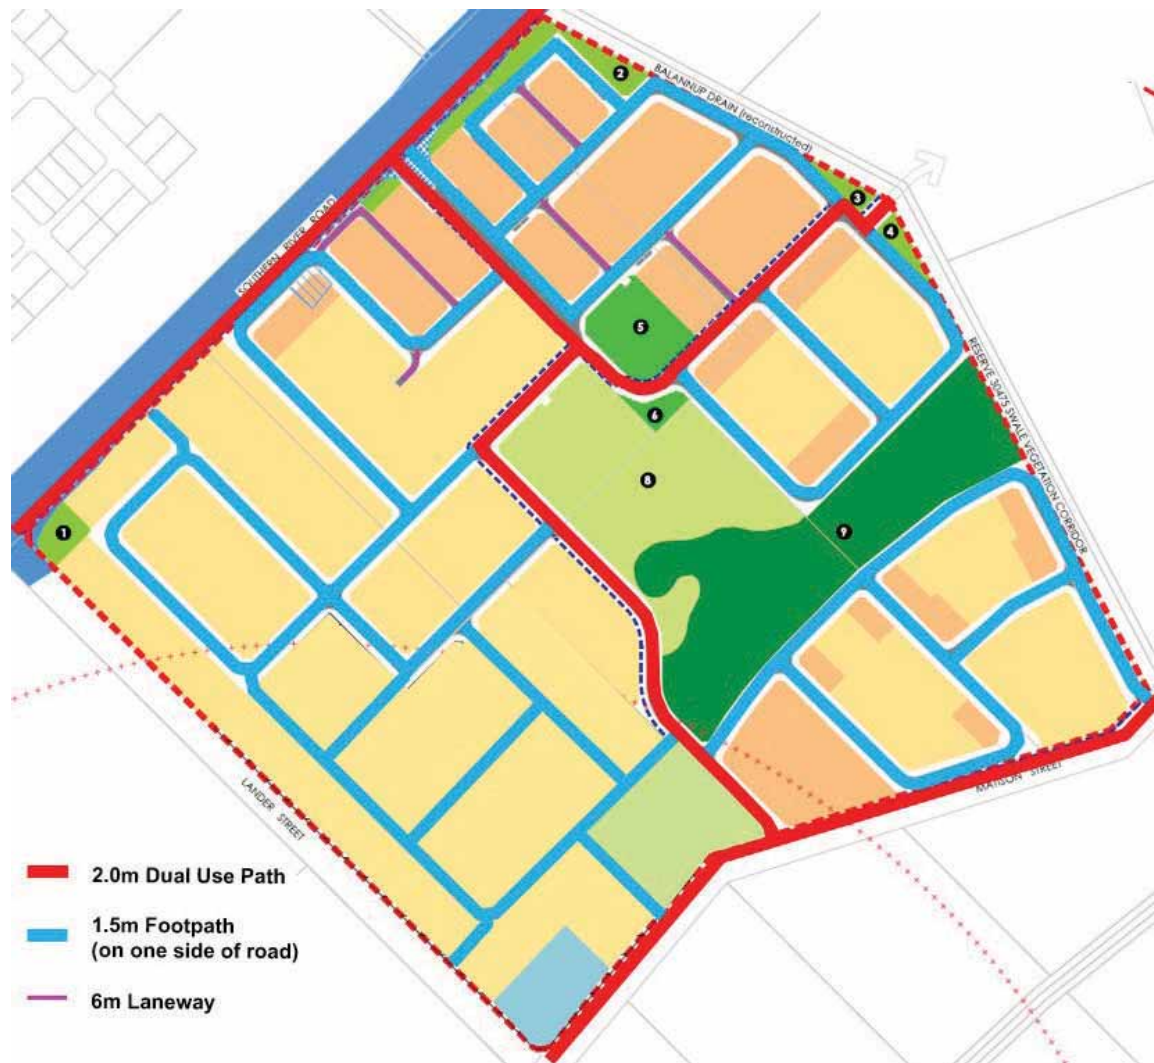 2
BALANNUP DRAIN (reconstructed)
3
4
SOUTHERN RIVER ROAD
5
6
RESERVE 30475 SWALE VEGETATION CORRIDOR
8
9
1
MATISON STREET
LANDER STREET
2.0m Dual Use Path
1.5m Footpath
(on one side of road)
6m Laneway